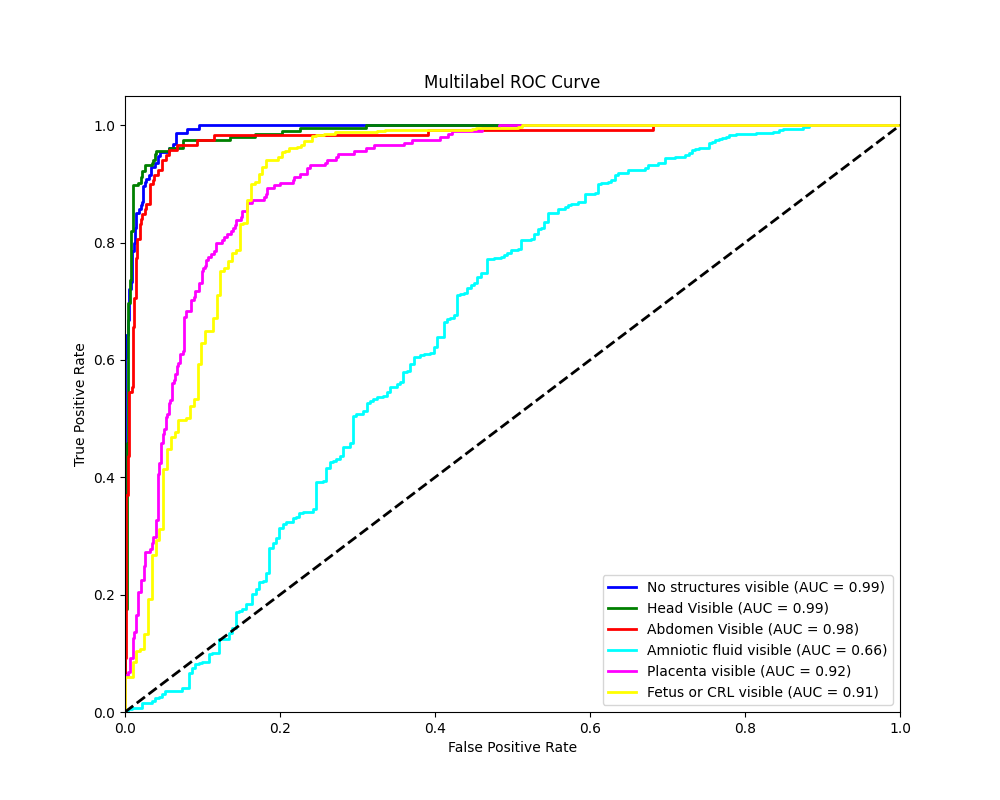 Multilabel ROC Curve
True Positive Rate
1.0
0.8
0.6
0.4
0.2
0.0
0.0 0.2 0.4 0.6 0.8 1.0
False Positive Rate
No structures visible (AUC = 0.99)
Head Visible (AUC = 0.99)
Abdomen Visible (AUC = 0.98)
Amniotic fluid visible (AUC = 0.66)
Placenta visible (AUC = 0.92)
Fetus or CRL visible (AUC = 0.91)